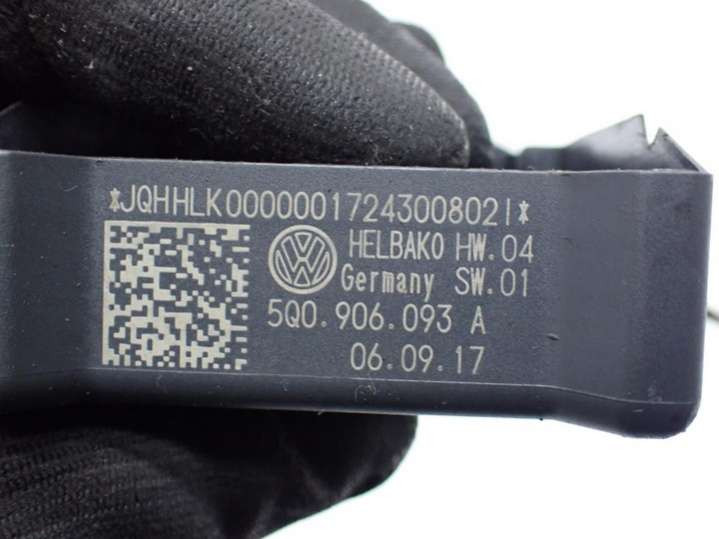 *JQHHLK0000001724300802I*
HELBAKO HW.04
Germany SW.01
5Q0.906.093 A
06.09.17